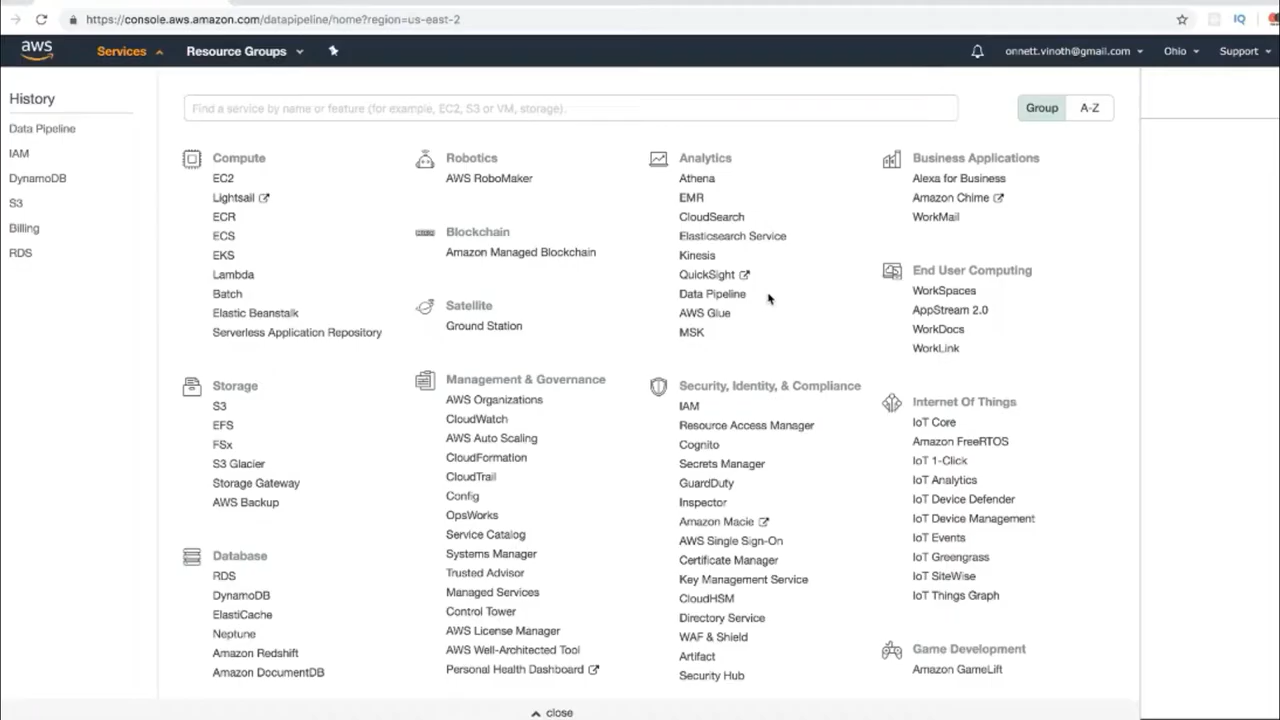 https://console.aws.amazon.com/datapipeline/home?region=us-east-2
IQ
aws
Services
Resource Groups
onnett.vinoth@gmail.com
Ohio
Support
History
Data Pipeline
IAM
DynamoDB
S3
Billing
RDS
Find a service by name or feature (for example, EC2, S3 or VM, storage).
Group
A-Z
Compute
EC2
Lightsail
ECR
ECS
EKS
Lambda
Batch
Elastic Beanstalk
Serverless Application Repository
Storage
S3
EFS
FSx
S3 Glacier
Storage Gateway
AWS Backup
Database
RDS
DynamoDB
ElastiCache
Neptune
Amazon Redshift
Amazon DocumentDB
Robotics
AWS RoboMaker
Blockchain
Amazon Managed Blockchain
Satellite
Ground Station
Management & Governance
AWS Organizations
CloudWatch
AWS Auto Scaling
CloudFormation
CloudTrail
Config
OpsWorks
Service Catalog
Systems Manager
Trusted Advisor
Managed Services
Control Tower
AWS License Manager
AWS Well-Architected Tool
Personal Health Dashboard
Analytics
Athena
EMR
CloudSearch
Elasticsearch Service
Kinesis
QuickSight
Data Pipeline
AWS Glue
MSK
Security, Identity, & Compliance
IAM
Resource Access Manager
Cognito
Secrets Manager
GuardDuty
Inspector
Amazon Macie
AWS Single Sign-On
Certificate Manager
Key Management Service
CloudHSM
Directory Service
WAF & Shield
Artifact
Security Hub
Business Applications
Alexa for Business
Amazon Chime
WorkMail
End User Computing
WorkSpaces
AppStream 2.0
WorkDocs
WorkLink
Internet Of Things
IoT Core
Amazon FreeRTOS
IoT 1-Click
IoT Analytics
IoT Device Defender
IoT Device Management
IoT Events
IoT Greengrass
IoT SiteWise
IoT Things Graph
Game Development
Amazon GameLift
close